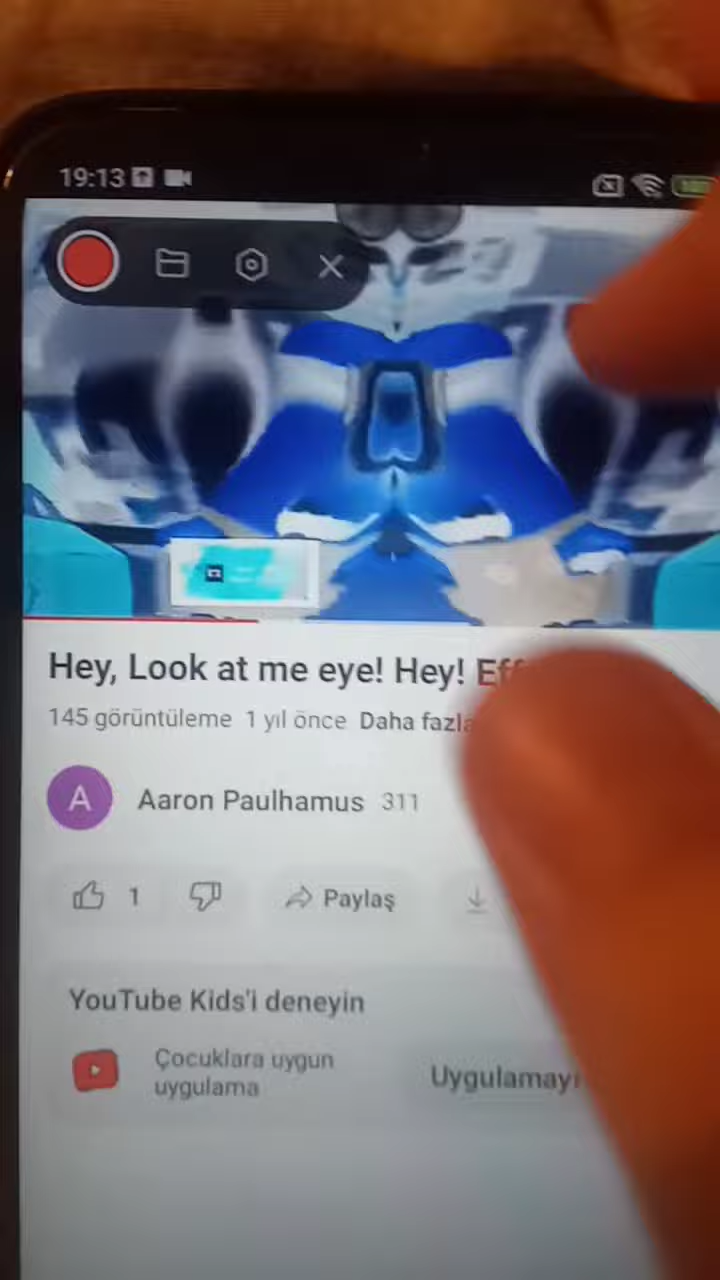 19:13
Hey, Look at me eye! Hey!
145 görüntüleme 1 yıl önce Daha fazla
A Aaron Paulhamus 311
1 Paylaş
YouTube Kids'i deneyin
Çocuklara uygun
uygulama
Uygulamayı